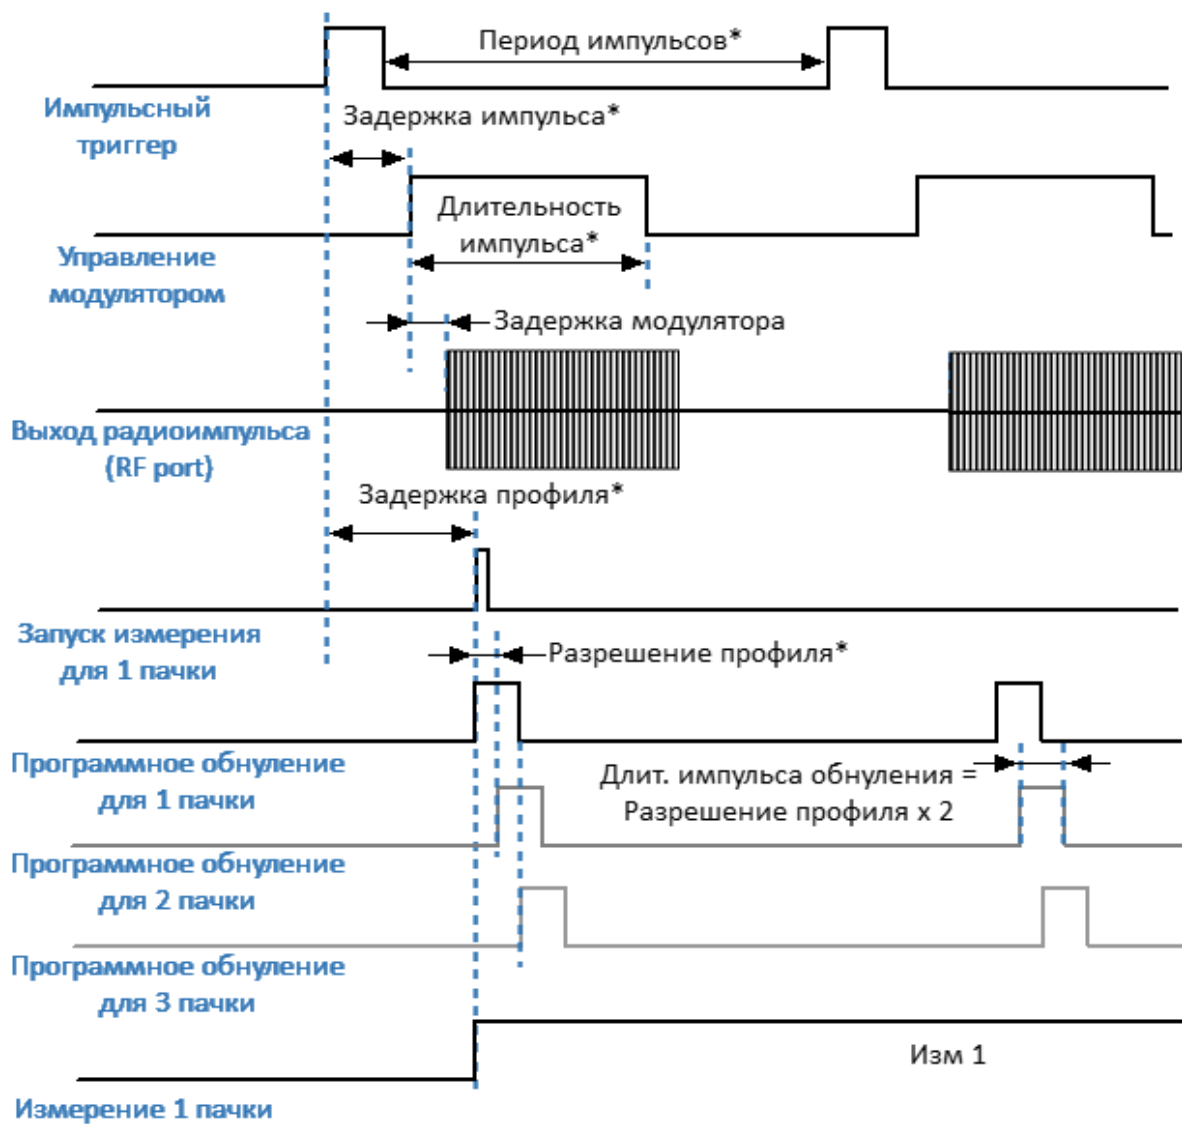 Период импульсов*
Импульсный
триггер
Задержка импульса*
Длительность
импульса*
Управление
модулятором
Задержка модулятора
Выход радиоимпульса
(RF port)
Задержка профиля*
Запуск измерения
для 1 пачки
Разрешение профиля*
Программное обнуление
для 1 пачки
Длит. импульса обнуления =
Разрешение профиля x 2
Программное обнуление
для 2 пачки
Программное обнуление
для 3 пачки
Изм 1
Измерение 1 пачки